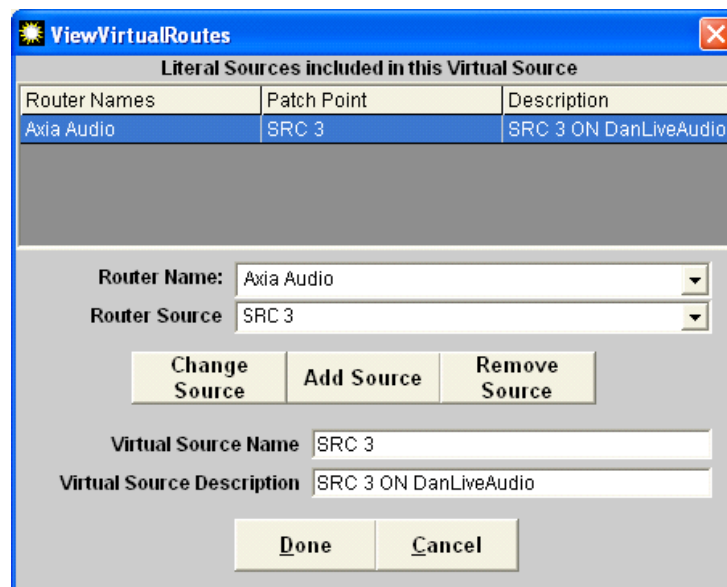 ViewVirtualRoutes
Literal Sources included in this Virtual Source
Router Names Patch Point Description
Axia Audio SRC 3 SRC 3 ON DanLiveAudio
Router Name: Axia Audio
Router Source SRC 3
Change Source Add Source Remove Source
Virtual Source Name SRC 3
Virtual Source Description SRC 3 ON DanLiveAudio
Done Cancel